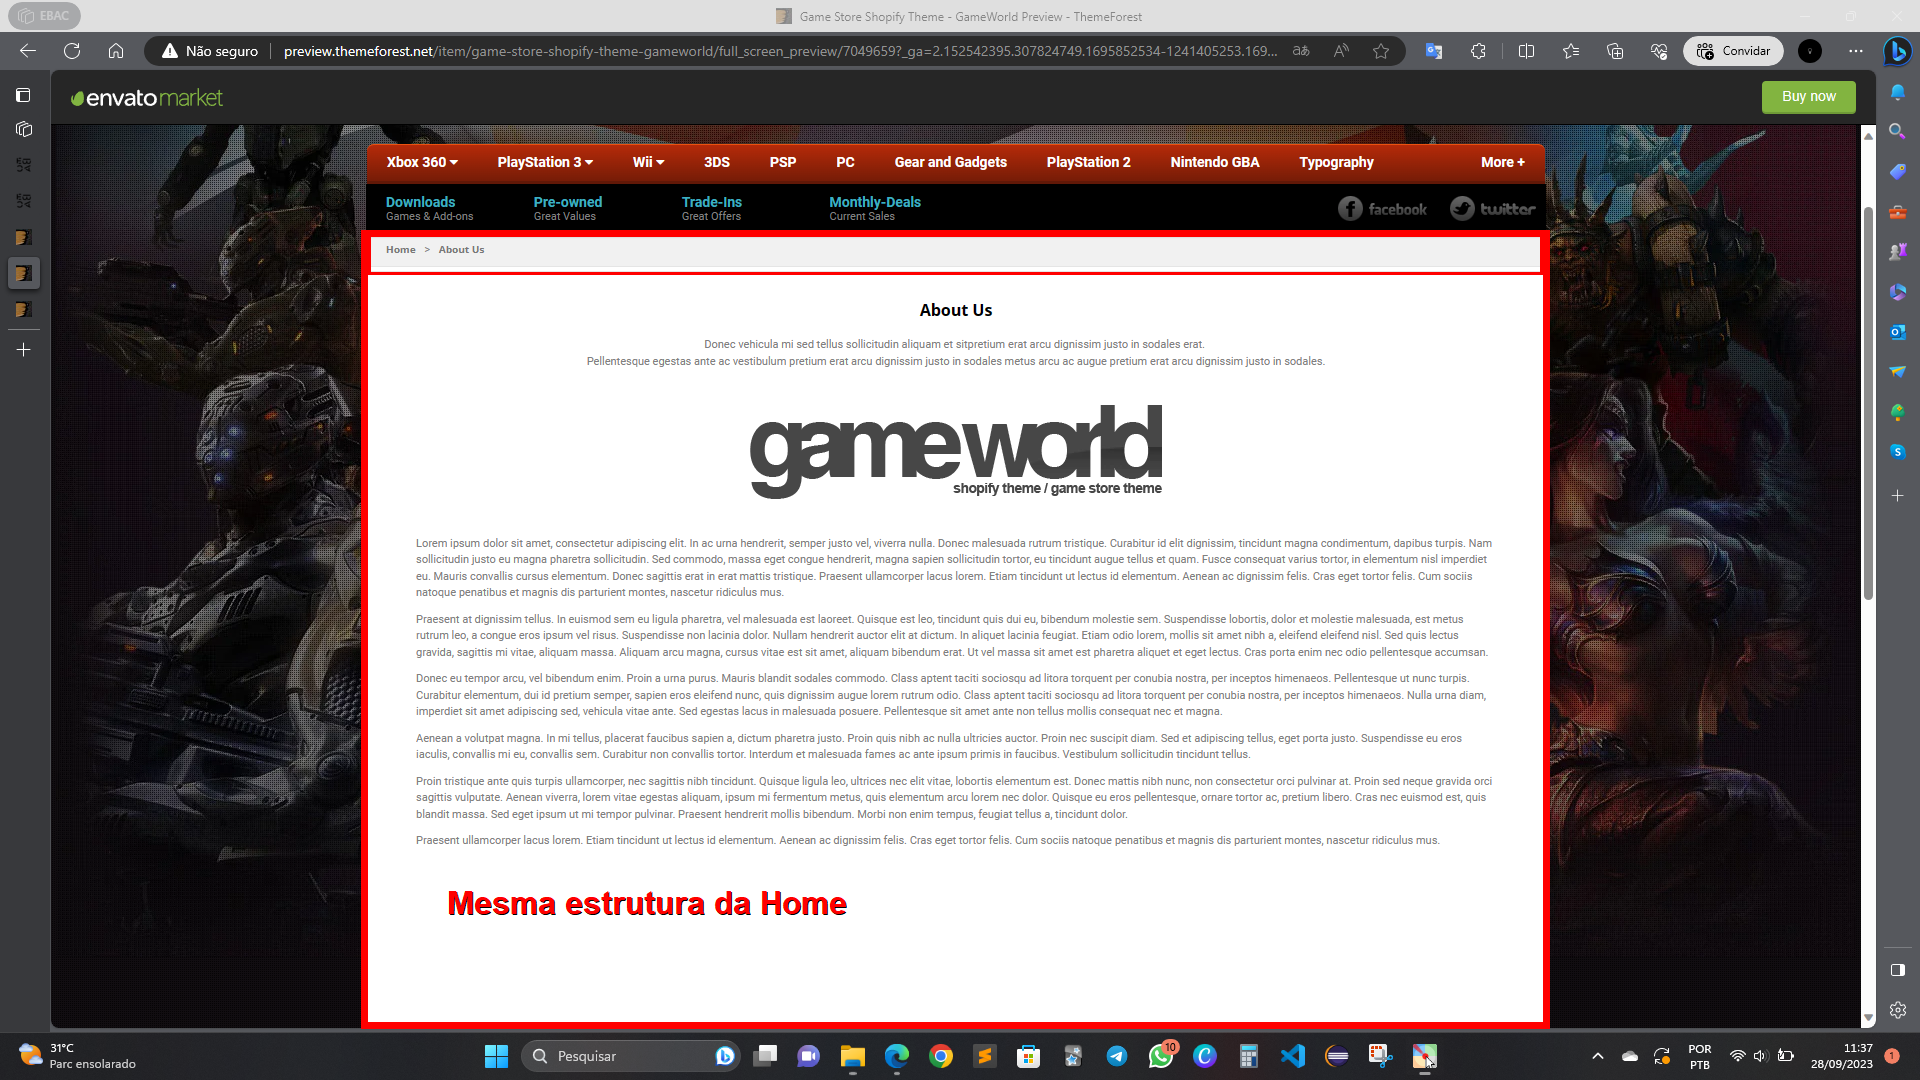 EBAC
Game Store Shopify Theme - GameWorld Preview - ThemeForest
Não seguro
preview.themeforest.net/item/game-store-shopify-theme-gameworld/full_screen_preview/7049659?_ga=2.152542395.307824749.1695852534-1241405253.169...
Convidar
envatomarket
Buy now
Xbox 360 PlayStation 3 Wii 3DS PSP PC Gear and Gadgets PlayStation 2 Nintendo GBA Typography More +
Downloads Pre-owned Trade-Ins Monthly-Deals
Games & Add-ons Great Values Great Offers Current Sales
facebook twitter
Home > About Us
About Us
Donec vehicula mi sed tellus sollicitudin aliquam et sitpretium erat arcu dignissim justo in sodales erat.
Pellentesque egestas ante ac vestibulum pretium erat arcu dignissim justo in sodales metus arcu ac augue pretium erat arcu dignissim justo in sodales.
gameworld
shopify theme / game store theme
Lorem ipsum dolor sit amet, consectetur adipiscing elit. In ac urna hendrerit, semper justo vel, viverra nulla. Donec malesuada rutrum tristique. Curabitur id elit dignissim, tincidunt magna condimentum, dapibus turpis. Nam
sollicitudin justo eu magna pharetra sollicitudin. Sed commodo, massa eget congue hendrerit, magna sapien sollicitudin tortor, eu tincidunt augue tellus et quam. Fusce consequat varius tortor, in elementum nisl imperdiet
eu. Mauris convallis cursus elementum. Donec sagittis erat in erat mattis tristique. Praesent ullamcorper lacus lorem. Etiam tincidunt ut lectus id elementum. Aenean ac dignissim felis. Cras eget tortor felis. Cum sociis
natoque penatibus et magnis dis parturient montes, nascetur ridiculus mus.
Praesent at dignissim tellus. In euismod sem eu ligula pharetra, vel malesuada est laoreet. Quisque est leo, tincidunt quis dui eu, bibendum molestie sem. Suspendisse lobortis, dolor et molestie malesuada, est metus
rutrum leo, a congue eros ipsum vel risus. Suspendisse non lacinia dolor. Nullam hendrerit auctor elit at dictum. In aliquet lacinia feugiat. Etiam odio lorem, mollis sit amet nibh a, eleifend eleifend nisl. Sed quis lectus
gravida, sagittis mi vitae, aliquam massa. Aliquam arcu magna, cursus vitae est sit amet, aliquam bibendum erat. Ut vel massa sit amet est pharetra aliquet et eget lectus. Cras porta enim nec odio pellentesque accumsan.
Donec eu tempor arcu, vel bibendum enim. Proin a urna purus. Mauris blandit sodales commodo. Class aptent taciti sociosqu ad litora torquent per conubia nostra, per inceptos himenaeos. Pellentesque ut nunc turpis.
Curabitur elementum, dui id pretium semper, sapien eros eleifend nunc, quis dignissim augue lorem rutrum odio. Class aptent taciti sociosqu ad litora torquent per conubia nostra, per inceptos himenaeos. Nulla urna diam,
imperdiet sit amet adipiscing sed, vehicula vitae ante. Sed egestas lacus in malesuada posuere. Pellentesque sit amet ante non tellus mollis consequat nec et magna.
Aenean a volutpat magna. In mi tellus, placerat faucibus sapien a, dictum pharetra justo. Proin quis nibh ac nulla ultricies auctor. Proin nec suscipit diam. Sed et adipiscing tellus, eget porta justo. Suspendisse eu eros
iaculis, convallis mi eu, convallis sem. Curabitur non convallis tortor. Interdum et malesuada fames ac ante ipsum primis in faucibus. Vestibulum sollicitudin tincidunt tellus.
Proin tristique ante quis turpis ullamcorper, nec sagittis nibh tincidunt. Quisque ligula leo, ultrices nec elit vitae, lobortis elementum est. Donec mattis nibh nunc, non consectetur orci pulvinar at. Proin sed neque gravida orci
sagittis vulputate. Aenean viverra, lorem vitae egestas aliquam, ipsum mi fermentum metus, quis elementum arcu lorem nec dolor. Quisque eu eros pellentesque, ornare tortor ac, pretium libero. Cras nec euismod est, quis
blandit massa. Sed eget ipsum ut mi tempor pulvinar. Praesent hendrerit mollis bibendum. Morbi non enim tempus, feugiat tellus a, tincidunt dolor.
Praesent ullamcorper lacus lorem. Etiam tincidunt ut lectus id elementum. Aenean ac dignissim felis. Cras eget tortor felis. Cum sociis natoque penatibus et magnis dis parturient montes, nascetur ridiculus mus.
Mesma estrutura da Home
31°C
Parc ensolarado
Pesquisar
10
POR
PTB
11:37
28/09/2023
1